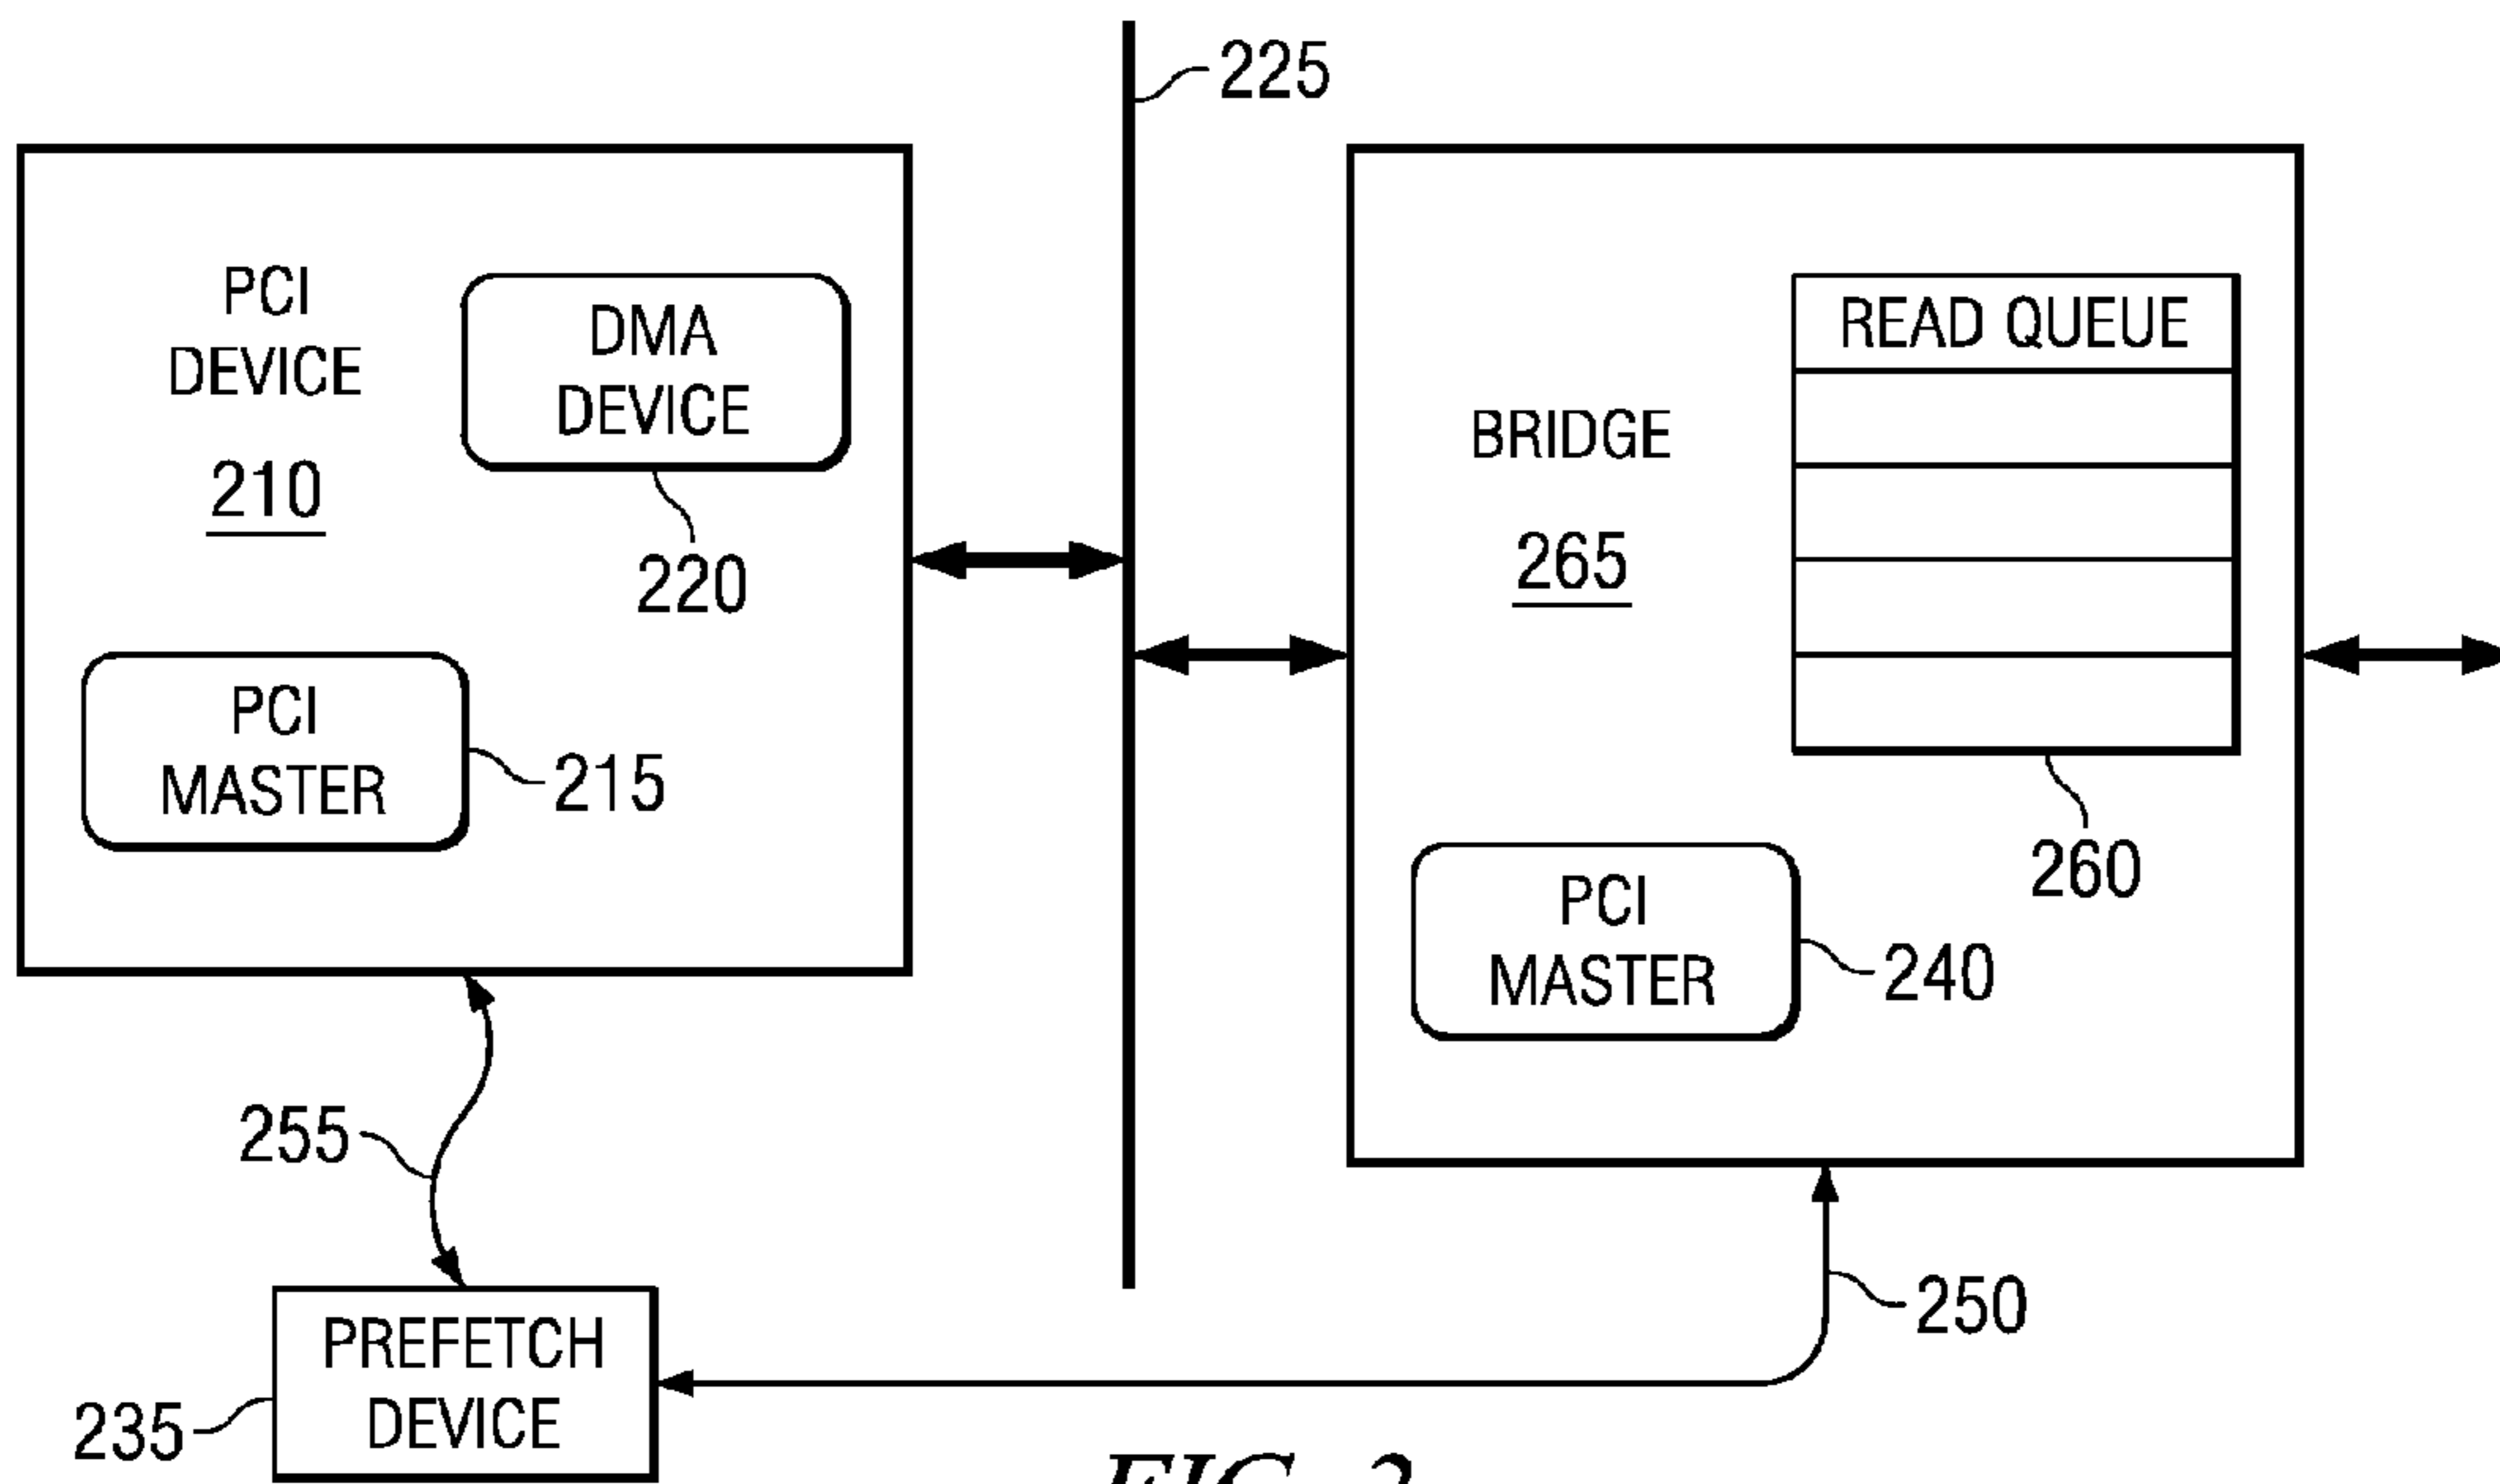 225
PCI
DEVICE
210
DMA
DEVICE
220
PCI
MASTER
215
BRIDGE
265
READ QUEUE
260
PCI
MASTER
240
255
250
PREFETCH
DEVICE
235